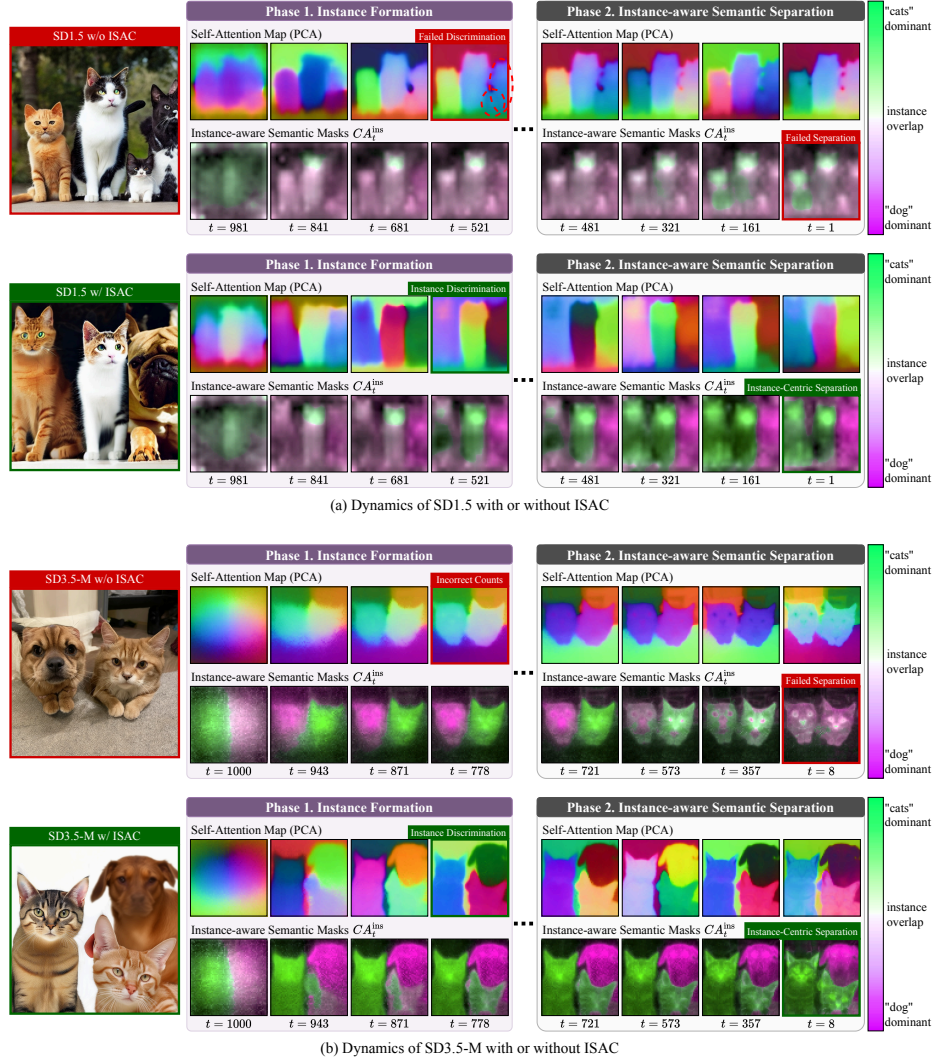 SD1.5 w/o ISAC
Phase 1. Instance Formation
Self-Attention Map (PCA)
Failed Discrimination
Instance-aware Semantic Masks CA_t^ins
t = 981
t = 841
t = 681
t = 521
...
Phase 2. Instance-aware Semantic Separation
Self-Attention Map (PCA)
Instance-aware Semantic Masks CA_t^ins
Failed Separation
t = 481
t = 321
t = 161
t = 1
"cats"
dominant
instance
overlap
"dog"
dominant
SD1.5 w/ ISAC
Phase 1. Instance Formation
Self-Attention Map (PCA)
Instance Discrimination
Instance-aware Semantic Masks CA_t^ins
t = 981
t = 841
t = 681
t = 521
...
Phase 2. Instance-aware Semantic Separation
Self-Attention Map (PCA)
Instance-aware Semantic Masks CA_t^ins
Instance-Centric Separation
t = 481
t = 321
t = 161
t = 1
"cats"
dominant
instance
overlap
"dog"
dominant
(a) Dynamics of SD1.5 with or without ISAC
SD3.5-M w/o ISAC
Phase 1. Instance Formation
Self-Attention Map (PCA)
Incorrect Counts
Instance-aware Semantic Masks CA_t^ins
t = 1000
t = 943
t = 871
t = 778
...
Phase 2. Instance-aware Semantic Separation
Self-Attention Map (PCA)
Instance-aware Semantic Masks CA_t^ins
Failed Separation
t = 721
t = 573
t = 357
t = 8
"cats"
dominant
instance
overlap
"dog"
dominant
SD3.5-M w/ ISAC
Phase 1. Instance Formation
Self-Attention Map (PCA)
Instance Discrimination
Instance-aware Semantic Masks CA_t^ins
t = 1000
t = 943
t = 871
t = 778
...
Phase 2. Instance-aware Semantic Separation
Self-Attention Map (PCA)
Instance-aware Semantic Masks CA_t^ins
Instance-Centric Separation
t = 721
t = 573
t = 357
t = 8
"cats"
dominant
instance
overlap
"dog"
dominant
(b) Dynamics of SD3.5-M with or without ISAC